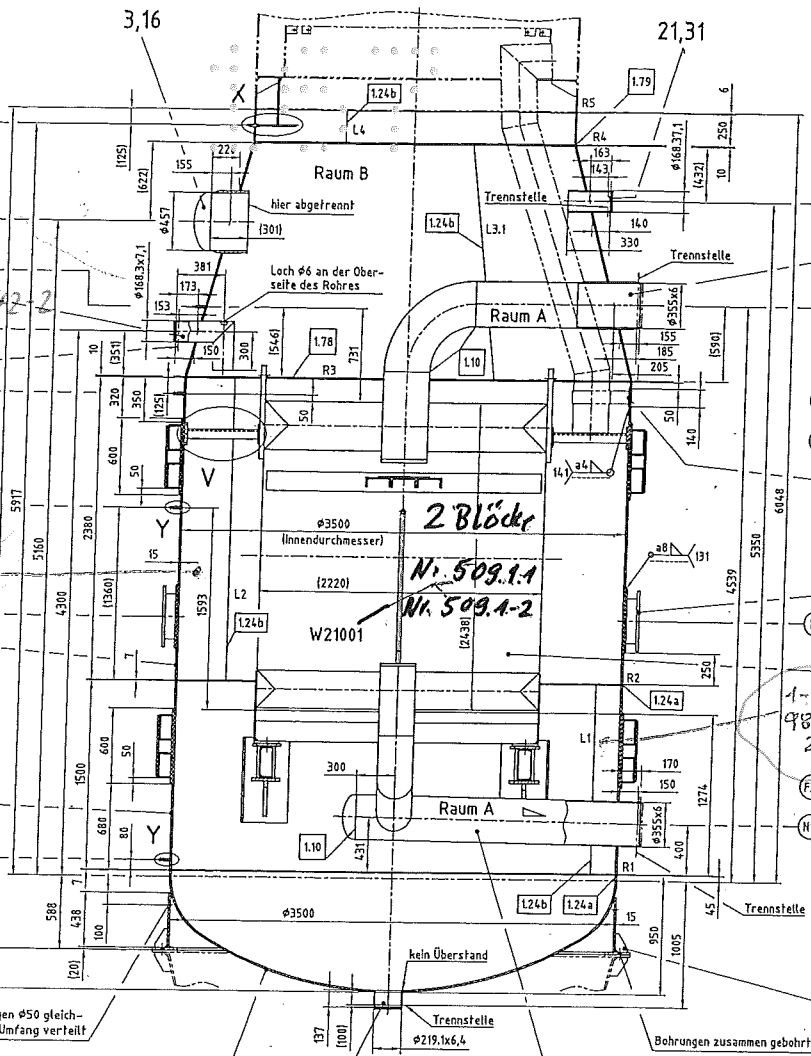 3,16
21,31
1.24b
1.79
R5
6
X
L4
R4
250
(125)
(622)
22
155
Raum B
163
143
Ø168.37,1
(432)
10
hier abgetrennt
Trennstelle
Ø457
(301)
1.24b
L3.1
140
330
Trennstelle
381
Loch Ø6 an der Ober-
seite des Rohres
Ø168.3x7,1
173
153
Raum A
Ø355x6
150
300
(546)
731
1.10
155
185
205
(590)
10
(351)
1.78
R3
320
350
(125)
50
50
140
600
50
V
141
a4
2 Blöcke
Y
Ø3500
(Innendurchmesser)
a8
131
15
Nr. 509.1.1
(2220)
Nr. 509.1-2
5917
5160
4300
2380
(1360)
1593
L2
W21001
(2438)
4539
5350
6048
1.24b
7
250
R2
1.24a
600
50
L1
1500
300
170
150
1274
680
80
Raum A
Ø355x6
Y
1.10
431
400
R1
7
588
438
100
Ø3500
1.24b
1.24a
15
45
Trennstelle
950
1005
(20)
kein Überstand
gen Ø50 gleich-
Umfang verteilt
137
(100)
Trennstelle
Ø219.1x6,4
Bohrungen zusammen gebohrt